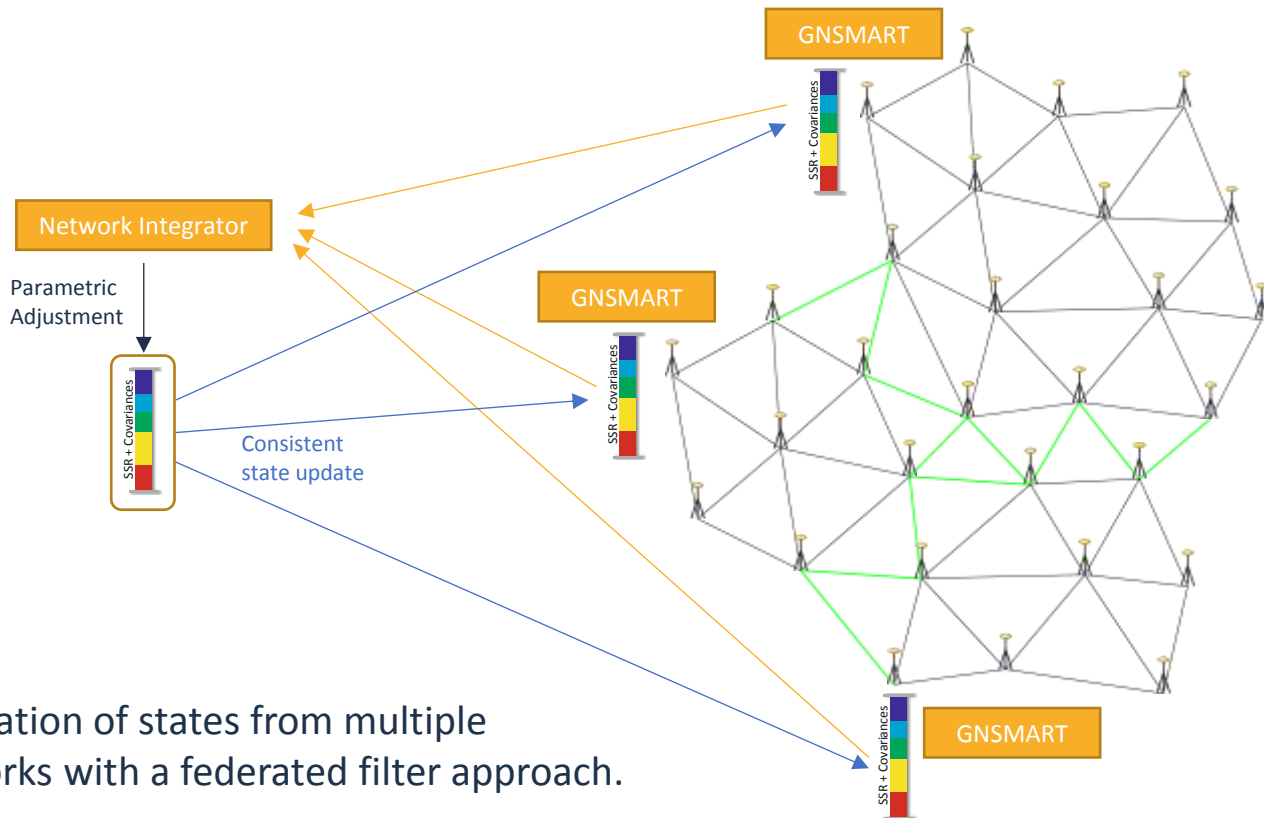 GNSMART
SSR + Covariances
Network Integrator
Parametric
Adjustment
GNSMART
SSR + Covariances
SSR + Covariances
Consistent
state update
GNSMART
SSR + Covariances
ation of states from multiple
orks with a federated filter approach.